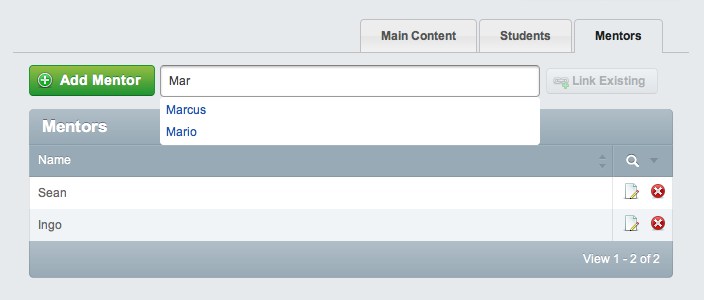 Main Content
Students
Mentors
Add Mentor
Mar
Link Existing
Marcus
Mario
Mentors
Name
Sean
Ingo
View 1 - 2 of 2